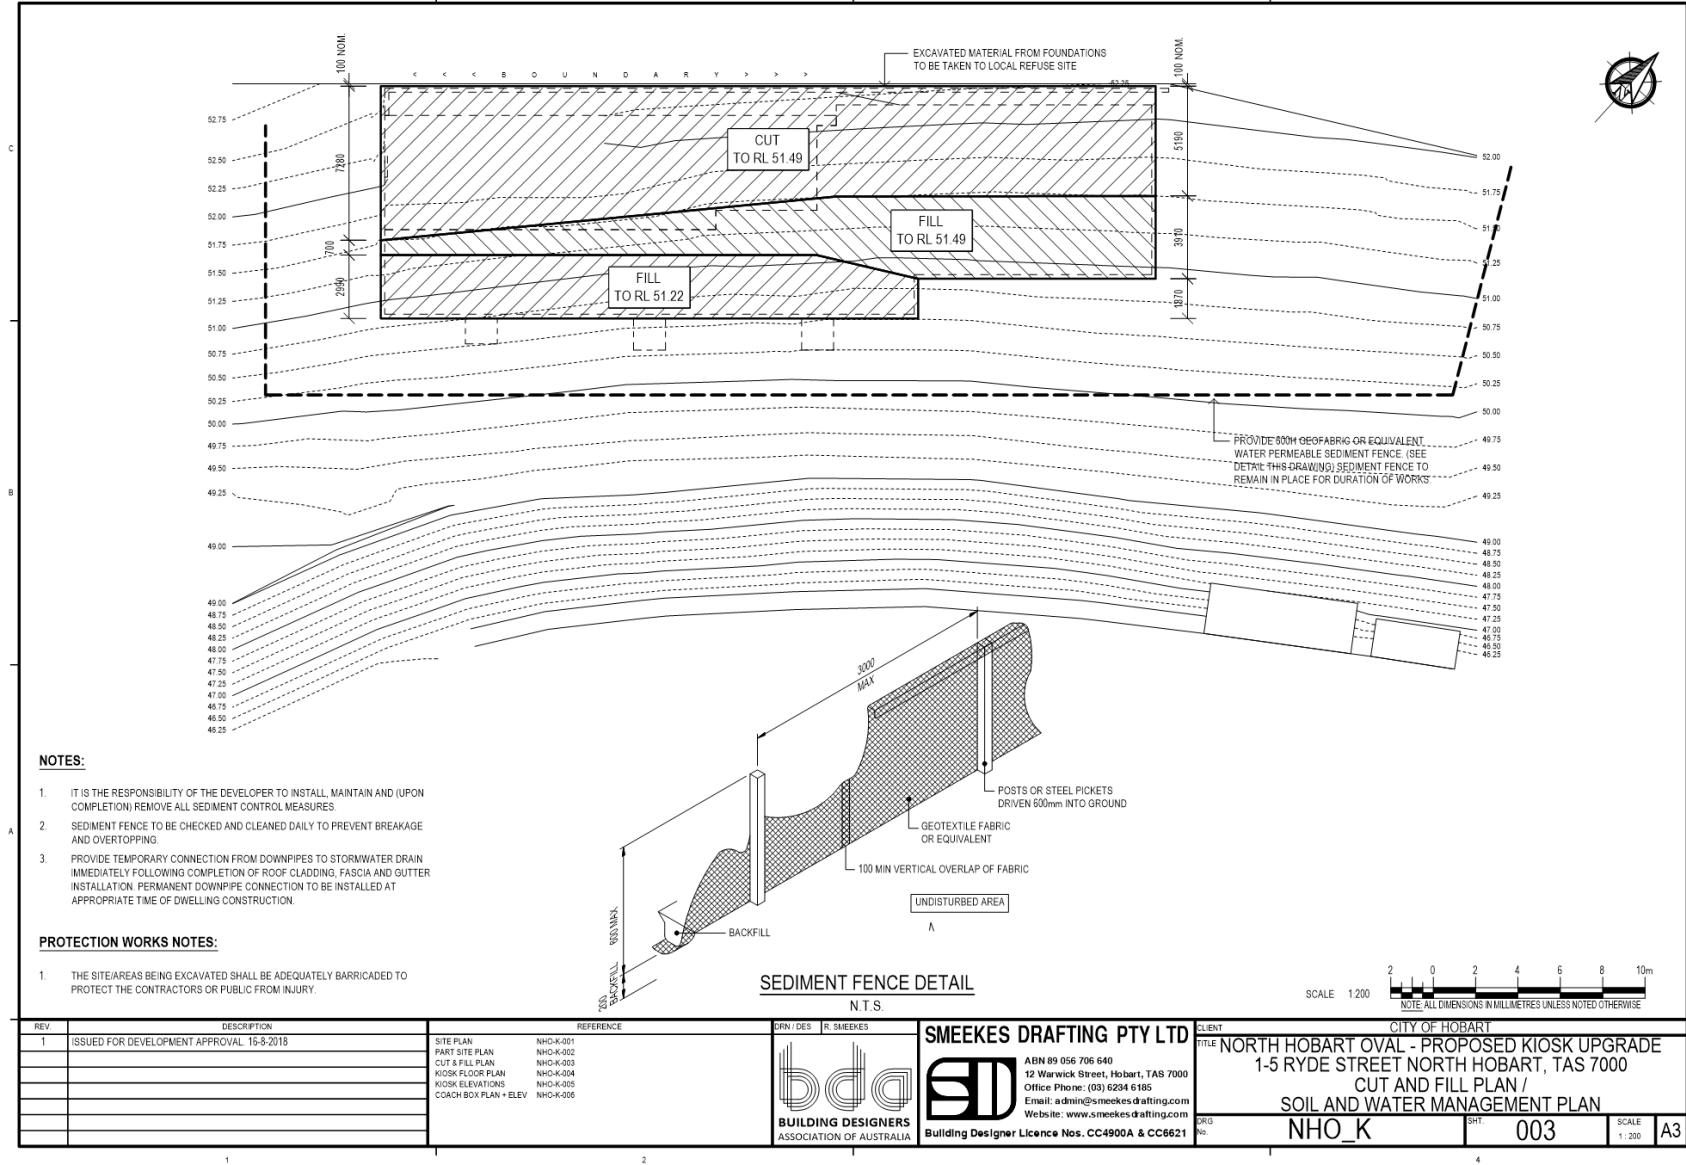 100 NOM.
< < < B O U N D A R Y > > >
EXCAVATED MATERIAL FROM FOUNDATIONS
TO BE TAKEN TO LOCAL REFUSE SITE
100 NOM.
52.25
52.75
52.50
52.25
52.00
51.75
51.50
51.25
51.00
50.75
50.50
50.25
50.00
49.75
49.50
49.25
49.00
49.00
48.75
48.50
48.25
48.00
47.75
47.50
47.25
47.00
46.75
46.50
46.25
7280
700
2990
CUT
TO RL 51.49
FILL
TO RL 51.49
FILL
TO RL 51.22
5190
3910
1870
52.00
51.75
51.50
51.25
51.00
50.75
50.50
50.25
50.00
49.75
49.50
49.25
49.00
48.75
48.50
48.25
48.00
47.75
47.50
47.25
47.00
46.75
46.50
46.25
PROVIDE 600H GEOFABRIC OR EQUIVALENT
WATER PERMEABLE SEDIMENT FENCE. (SEE
DETAIL THIS DRAWING) SEDIMENT FENCE TO
REMAIN IN PLACE FOR DURATION OF WORKS.
NOTES:
1. IT IS THE RESPONSIBILITY OF THE DEVELOPER TO INSTALL, MAINTAIN AND (UPON
COMPLETION) REMOVE ALL SEDIMENT CONTROL MEASURES.
2. SEDIMENT FENCE TO BE CHECKED AND CLEANED DAILY TO PREVENT BREAKAGE
AND OVERTOPPING.
3. PROVIDE TEMPORARY CONNECTION FROM DOWNPIPES TO STORMWATER DRAIN
IMMEDIATELY FOLLOWING COMPLETION OF ROOF CLADDING, FASCIA AND GUTTER
INSTALLATION. PERMANENT DOWNPIPE CONNECTION TO BE INSTALLED AT
APPROPRIATE TIME OF DWELLING CONSTRUCTION.
PROTECTION WORKS NOTES:
1. THE SITE/AREAS BEING EXCAVATED SHALL BE ADEQUATELY BARRICADED TO
PROTECT THE CONTRACTORS OR PUBLIC FROM INJURY.
3000
MAX
POSTS OR STEEL PICKETS
DRIVEN 600mm INTO GROUND
GEOTEXTILE FABRIC
OR EQUIVALENT
100 MIN VERTICAL OVERLAP OF FABRIC
UNDISTURBED AREA
BACKFILL
600 MAX
200
BACKFILL
SEDIMENT FENCE DETAIL
N.T.S.
SCALE 1:200
2 0 2 4 6 8 10m
NOTE: ALL DIMENSIONS IN MILLIMETRES UNLESS NOTED OTHERWISE
C
B
A
REV. DESCRIPTION
1 ISSUED FOR DEVELOPMENT APPROVAL 16-8-2018
REFERENCE
SITE PLAN NHO-K-001
PART SITE PLAN NHO-K-002
CUT & FILL PLAN NHO-K-003
KIOSK FLOOR PLAN NHO-K-004
KIOSK ELEVATIONS NHO-K-005
COACH BOX PLAN + ELEV NHO-K-006
DRN / DES R. SMEEKES
bda
BUILDING DESIGNERS
ASSOCIATION OF AUSTRALIA
SMEEKES DRAFTING PTY LTD
SD
ABN 89 056 706 640
12 Warwick Street, Hobart, TAS 7000
Office Phone: (03) 6234 6185
Email: admin@smeekesdrafting.com
Website: www.smeekesdrafting.com
Building Designer Licence Nos. CC4900A & CC6621
CLIENT CITY OF HOBART
TITLE NORTH HOBART OVAL - PROPOSED KIOSK UPGRADE
1-5 RYDE STREET NORTH HOBART, TAS 7000
CUT AND FILL PLAN /
SOIL AND WATER MANAGEMENT PLAN
DRG No. NHO_K
SHT. 003
SCALE
1 : 200
A3
1 2 4